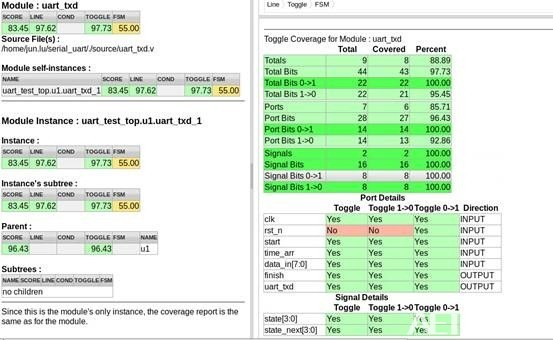 Module : uart_txd
SCORE LINE COND TOGGLE FSM
83.45 97.62 97.73 55.00
Source File(s) :
/home/jun.lu/serial_uart/./source/uart_txd.v
Module self-instances :
NAME SCORE LINE COND TOGGLE FSM
uart_test_top.u1.uart_txd_1 83.45 97.62 97.73 55.00
Module Instance : uart_test_top.u1.uart_txd_1
Instance :
SCORE LINE COND TOGGLE FSM
83.45 97.62 97.73 55.00
Instance's subtree :
SCORE LINE COND TOGGLE FSM
83.45 97.62 97.73 55.00
Parent :
SCORE LINE COND TOGGLE FSM NAME
96.43 96.43 u1
Subtrees :
NAME SCORE LINE COND TOGGLE FSM
no children
Since this is the module's only instance, the coverage report is the
same as for the module.
Line Toggle FSM
Toggle Coverage for Module : uart_txd
Total Covered Percent
Totals 9 8 88.89
Total Bits 44 43 97.73
Total Bits 0->1 22 22 100.00
Total Bits 1->0 22 21 95.45
Ports 7 6 85.71
Port Bits 28 27 96.43
Port Bits 0->1 14 14 100.00
Port Bits 1->0 14 13 92.86
Signals 2 2 100.00
Signal Bits 16 16 100.00
Signal Bits 0->1 8 8 100.00
Signal Bits 1->0 8 8 100.00
Port Details
Toggle Toggle 1->0 Toggle 0->1 Direction
clk Yes Yes Yes INPUT
rst_n No No Yes INPUT
start Yes Yes Yes INPUT
time_arr Yes Yes Yes INPUT
data_in[7:0] Yes Yes Yes INPUT
finish Yes Yes Yes OUTPUT
uart_txd Yes Yes Yes OUTPUT
Signal Details
Toggle Toggle 1->0 Toggle 0->1
state[3:0] Yes Yes Yes
state_next[3:0] Yes Yes Yes